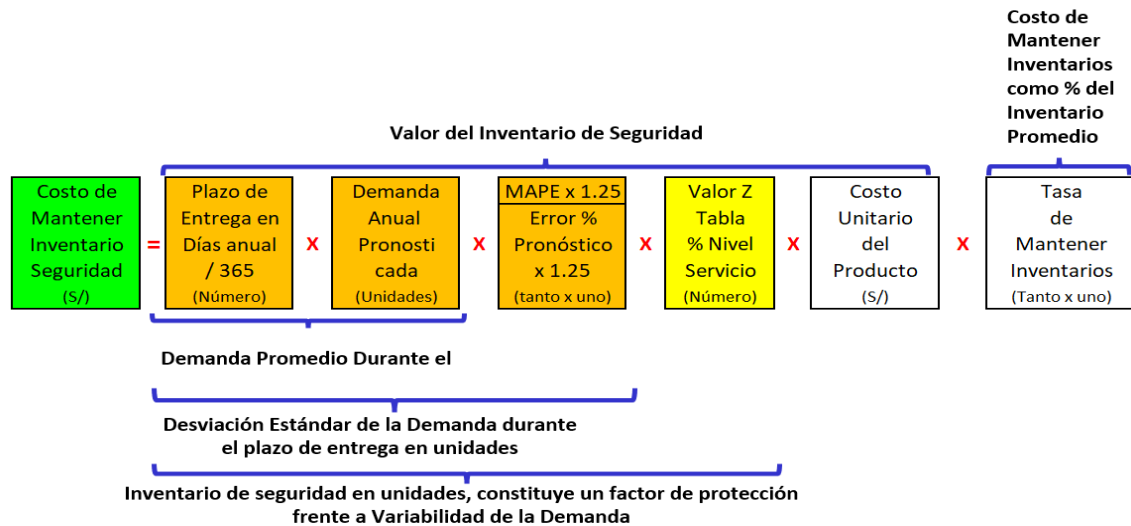 Costo de
Mantener
Inventarios
como % del
Inventario
Promedio
Valor del Inventario de Seguridad
Costo de
Mantener
Inventario
Seguridad
(S/)
=
Plazo de
Entrega en
Días anual
/ 365
(Número)
X
Demanda
Anual
Pronosti
cada
(Unidades)
X
MAPE x 1.25
Error %
Pronóstico
x 1.25
(tanto x uno)
X
Valor Z
Tabla
% Nivel
Servicio
(Número)
X
Costo
Unitario
del
Producto
(S/)
X
Tasa
de
Mantener
Inventarios
(Tanto x uno)
Demanda Promedio Durante el
Desviación Estándar de la Demanda durante
el plazo de entrega en unidades
Inventario de seguridad en unidades, constituye un factor de protección
frente a Variabilidad de la Demanda